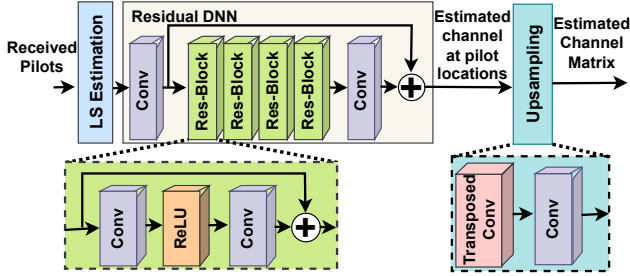 Residual DNN
Received
Pilots
LS Estimation
Conv
Res-Block
Res-Block
Res-Block
Res-Block
Conv
Estimated
channel
at pilot
locations
Upsampling
Estimated
Channel
Matrix
Conv
ReLU
Conv
Transposed
Conv
Conv